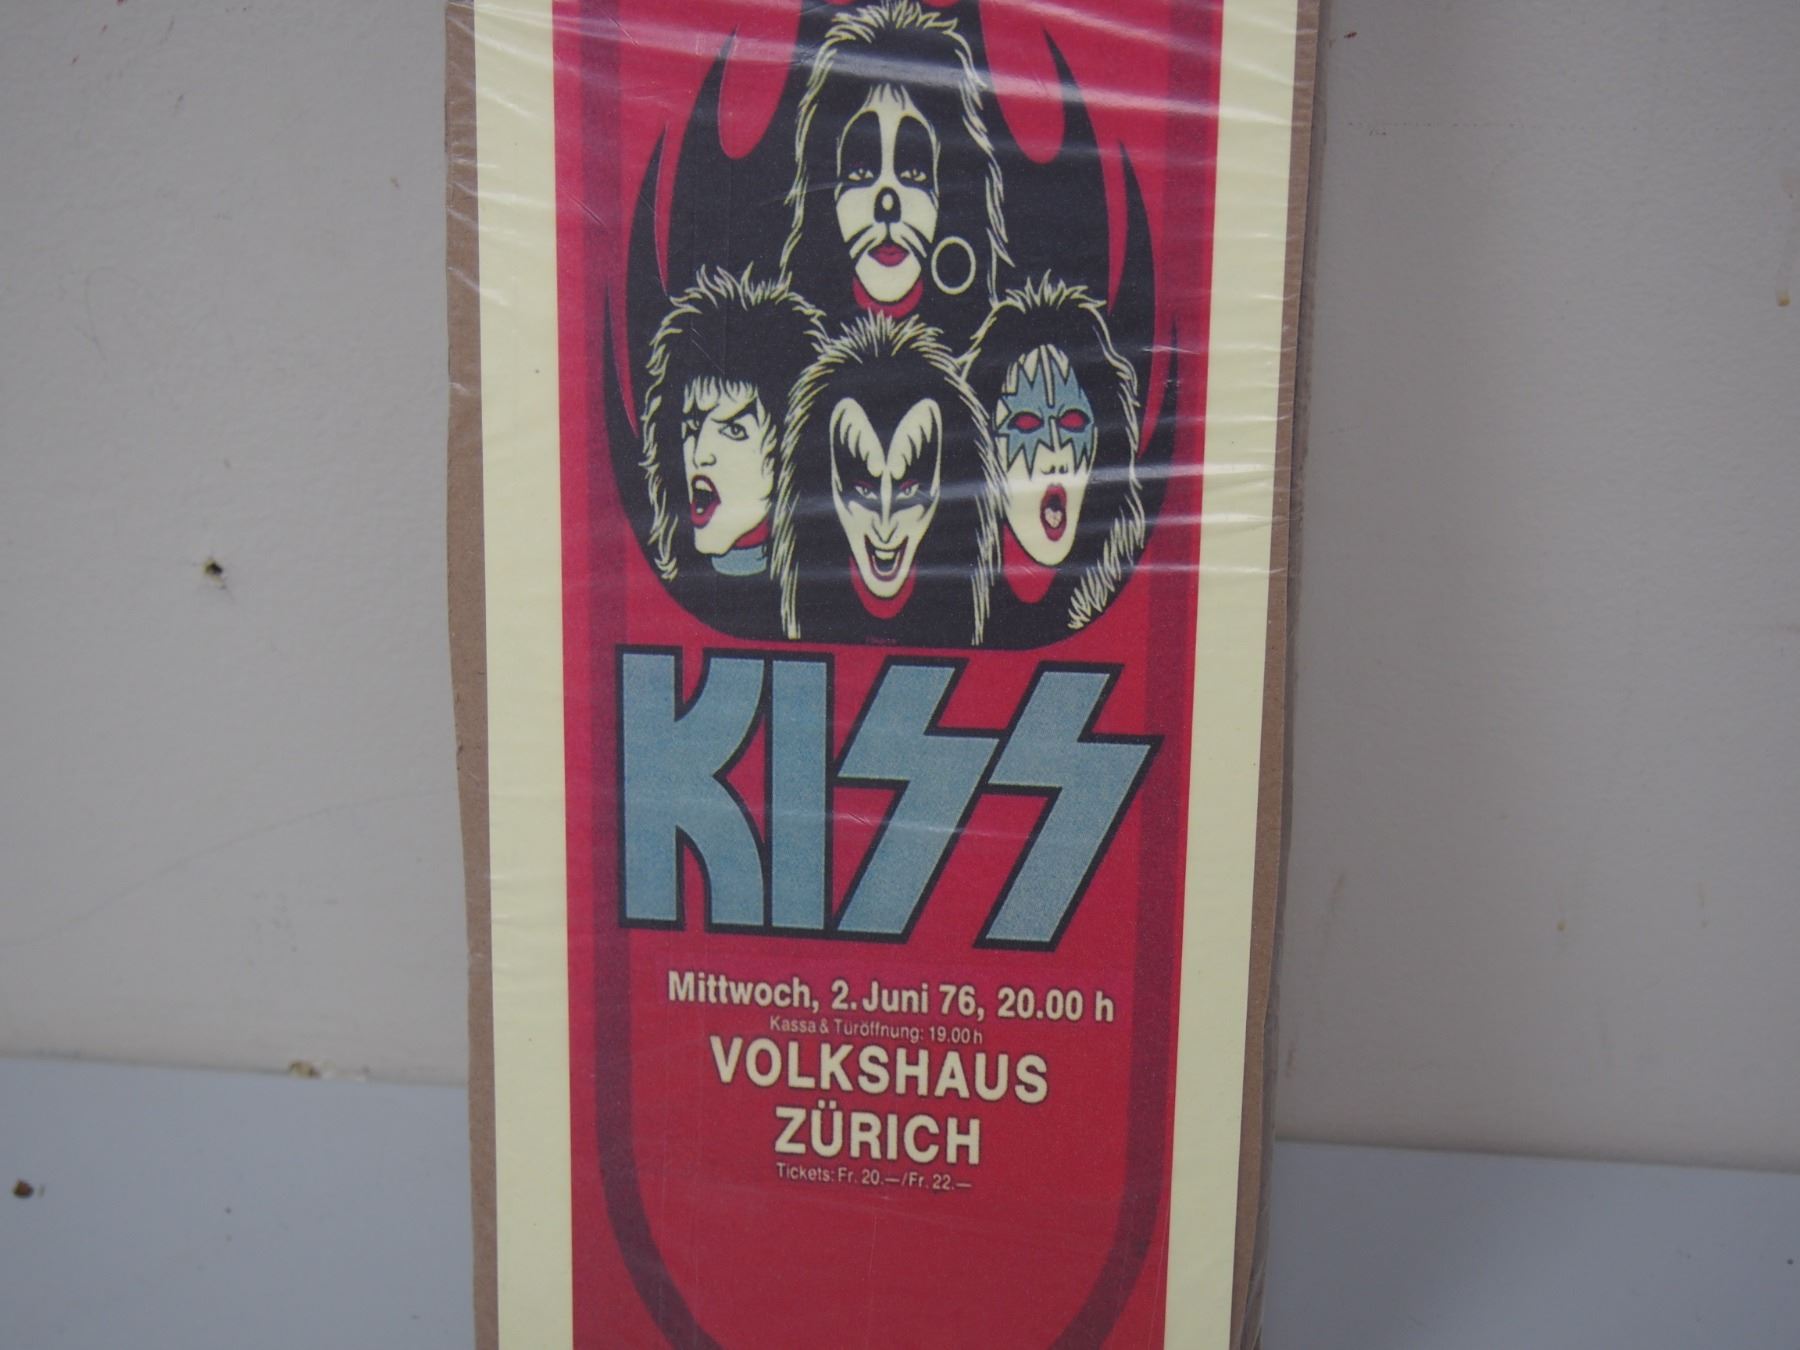 KISS
Mittwoch, 2. Juni 76, 20.00 h
Kassa & Türöffnung: 19.00 h
VOLKSHAUS
ZÜRICH
Tickets: Fr. 20.—/Fr. 22.—